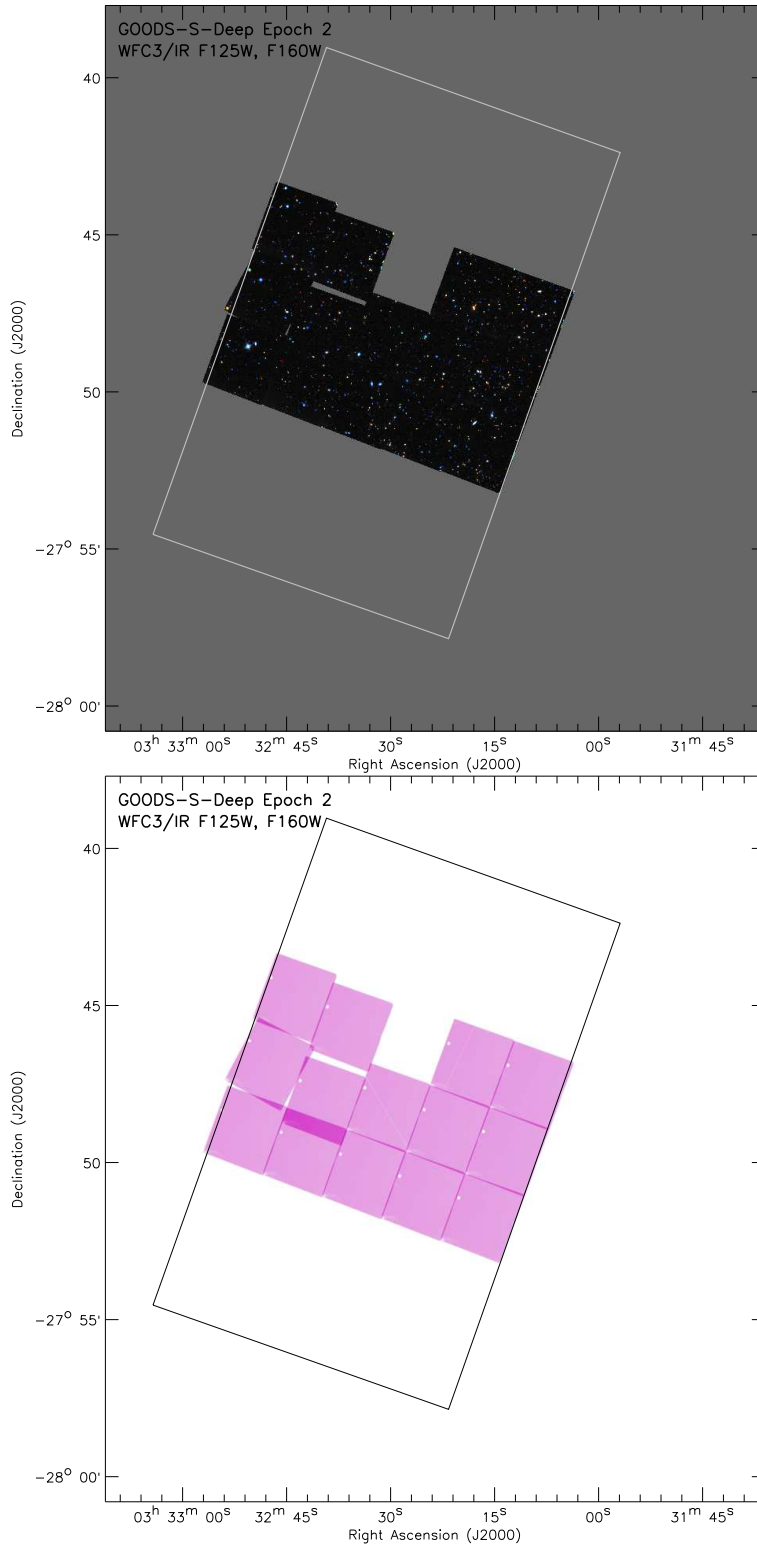 GOODS-S-Deep Epoch 2
WFC3/IR F125W, F160W
40
45
50
-27° 55'
-28° 00'
Declination (J2000)
03h 33m 00s 32m 45s 30s 15s 00s 31m 45s
Right Ascension (J2000)
GOODS-S-Deep Epoch 2
WFC3/IR F125W, F160W
40
45
50
-27° 55'
-28° 00'
Declination (J2000)
03h 33m 00s 32m 45s 30s 15s 00s 31m 45s
Right Ascension (J2000)